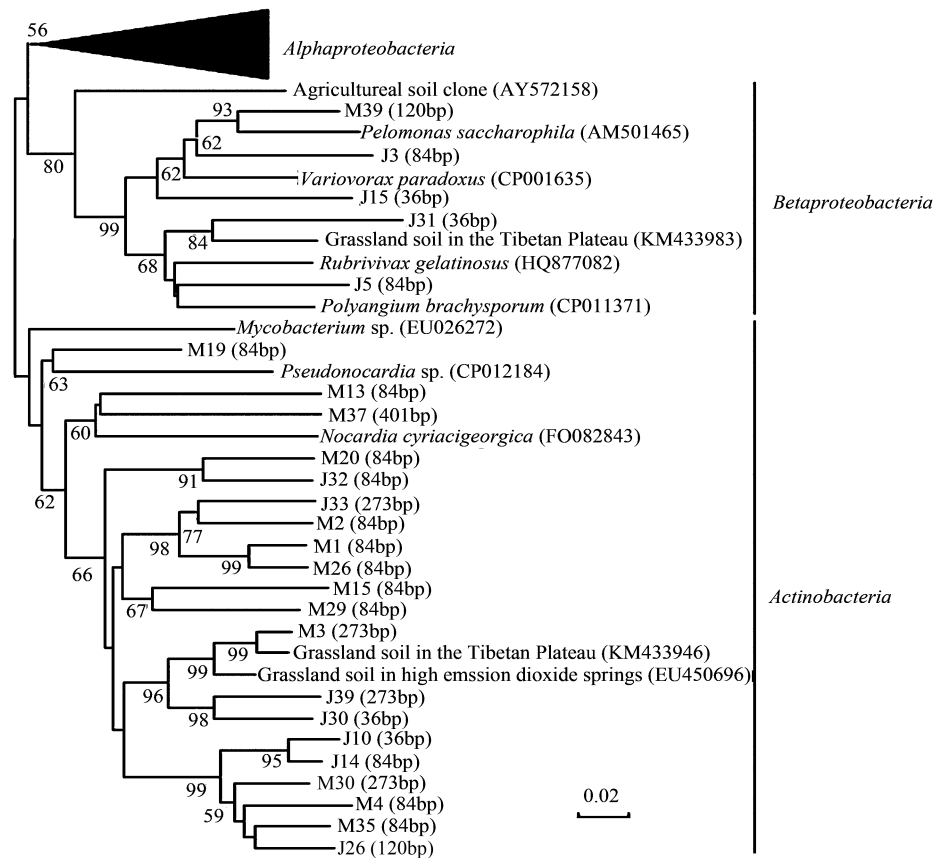 56
Alphaproteobacteria
Agricultureal soil clone (AY572158)
93
M39 (120bp)
Pelomonas saccharophila (AM501465)
62
J3 (84bp)
80
62
Variovorax paradoxus (CP001635)
J15 (36bp)
Betaproteobacteria
99
J31 (36bp)
84
Grassland soil in the Tibetan Plateau (KM433983)
68
Rubrivivax gelatinosus (HQ877082)
J5 (84bp)
Polyangium brachysporum (CP011371)
Mycobacterium sp. (EU026272)
M19 (84bp)
63
Pseudonocardia sp. (CP012184)
M13 (84bp)
M37 (401bp)
60
Nocardia cyriacigeorgica (FO082843)
M20 (84bp)
91
J32 (84bp)
62
J33 (273bp)
77
M2 (84bp)
98
M1 (84bp)
99
M26 (84bp)
66
M15 (84bp)
67
M29 (84bp)
Actinobacteria
M3 (273bp)
99
Grassland soil in the Tibetan Plateau (KM433946)
99
Grassland soil in high emssion dioxide springs (EU450696)
96
J39 (273bp)
98
J30 (36bp)
J10 (36bp)
95
J14 (84bp)
99
M30 (273bp)
59
M4 (84bp)
M35 (84bp)
J26 (120bp)
0.02